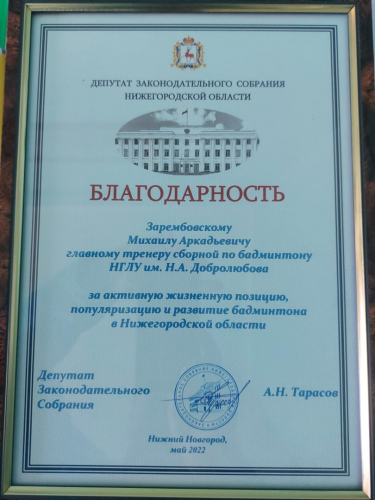 ДЕПУТАТ ЗАКОНОДАТЕЛЬНОГО СОБРАНИЯ
НИЖЕГОРОДСКОЙ ОБЛАСТИ
БЛАГОДАРНОСТЬ
Зарембовскому
Михаилу Аркадьевичу
главному тренеру сборной по бадминтону
НГЛУ им. Н.А. Добролюбова
за активную жизненную позицию,
популяризацию и развитие бадминтона
в Нижегородской области
Депутат
Законодательного
Собрания
А.Н. Тарасов
Нижний Новгород,
май 2022